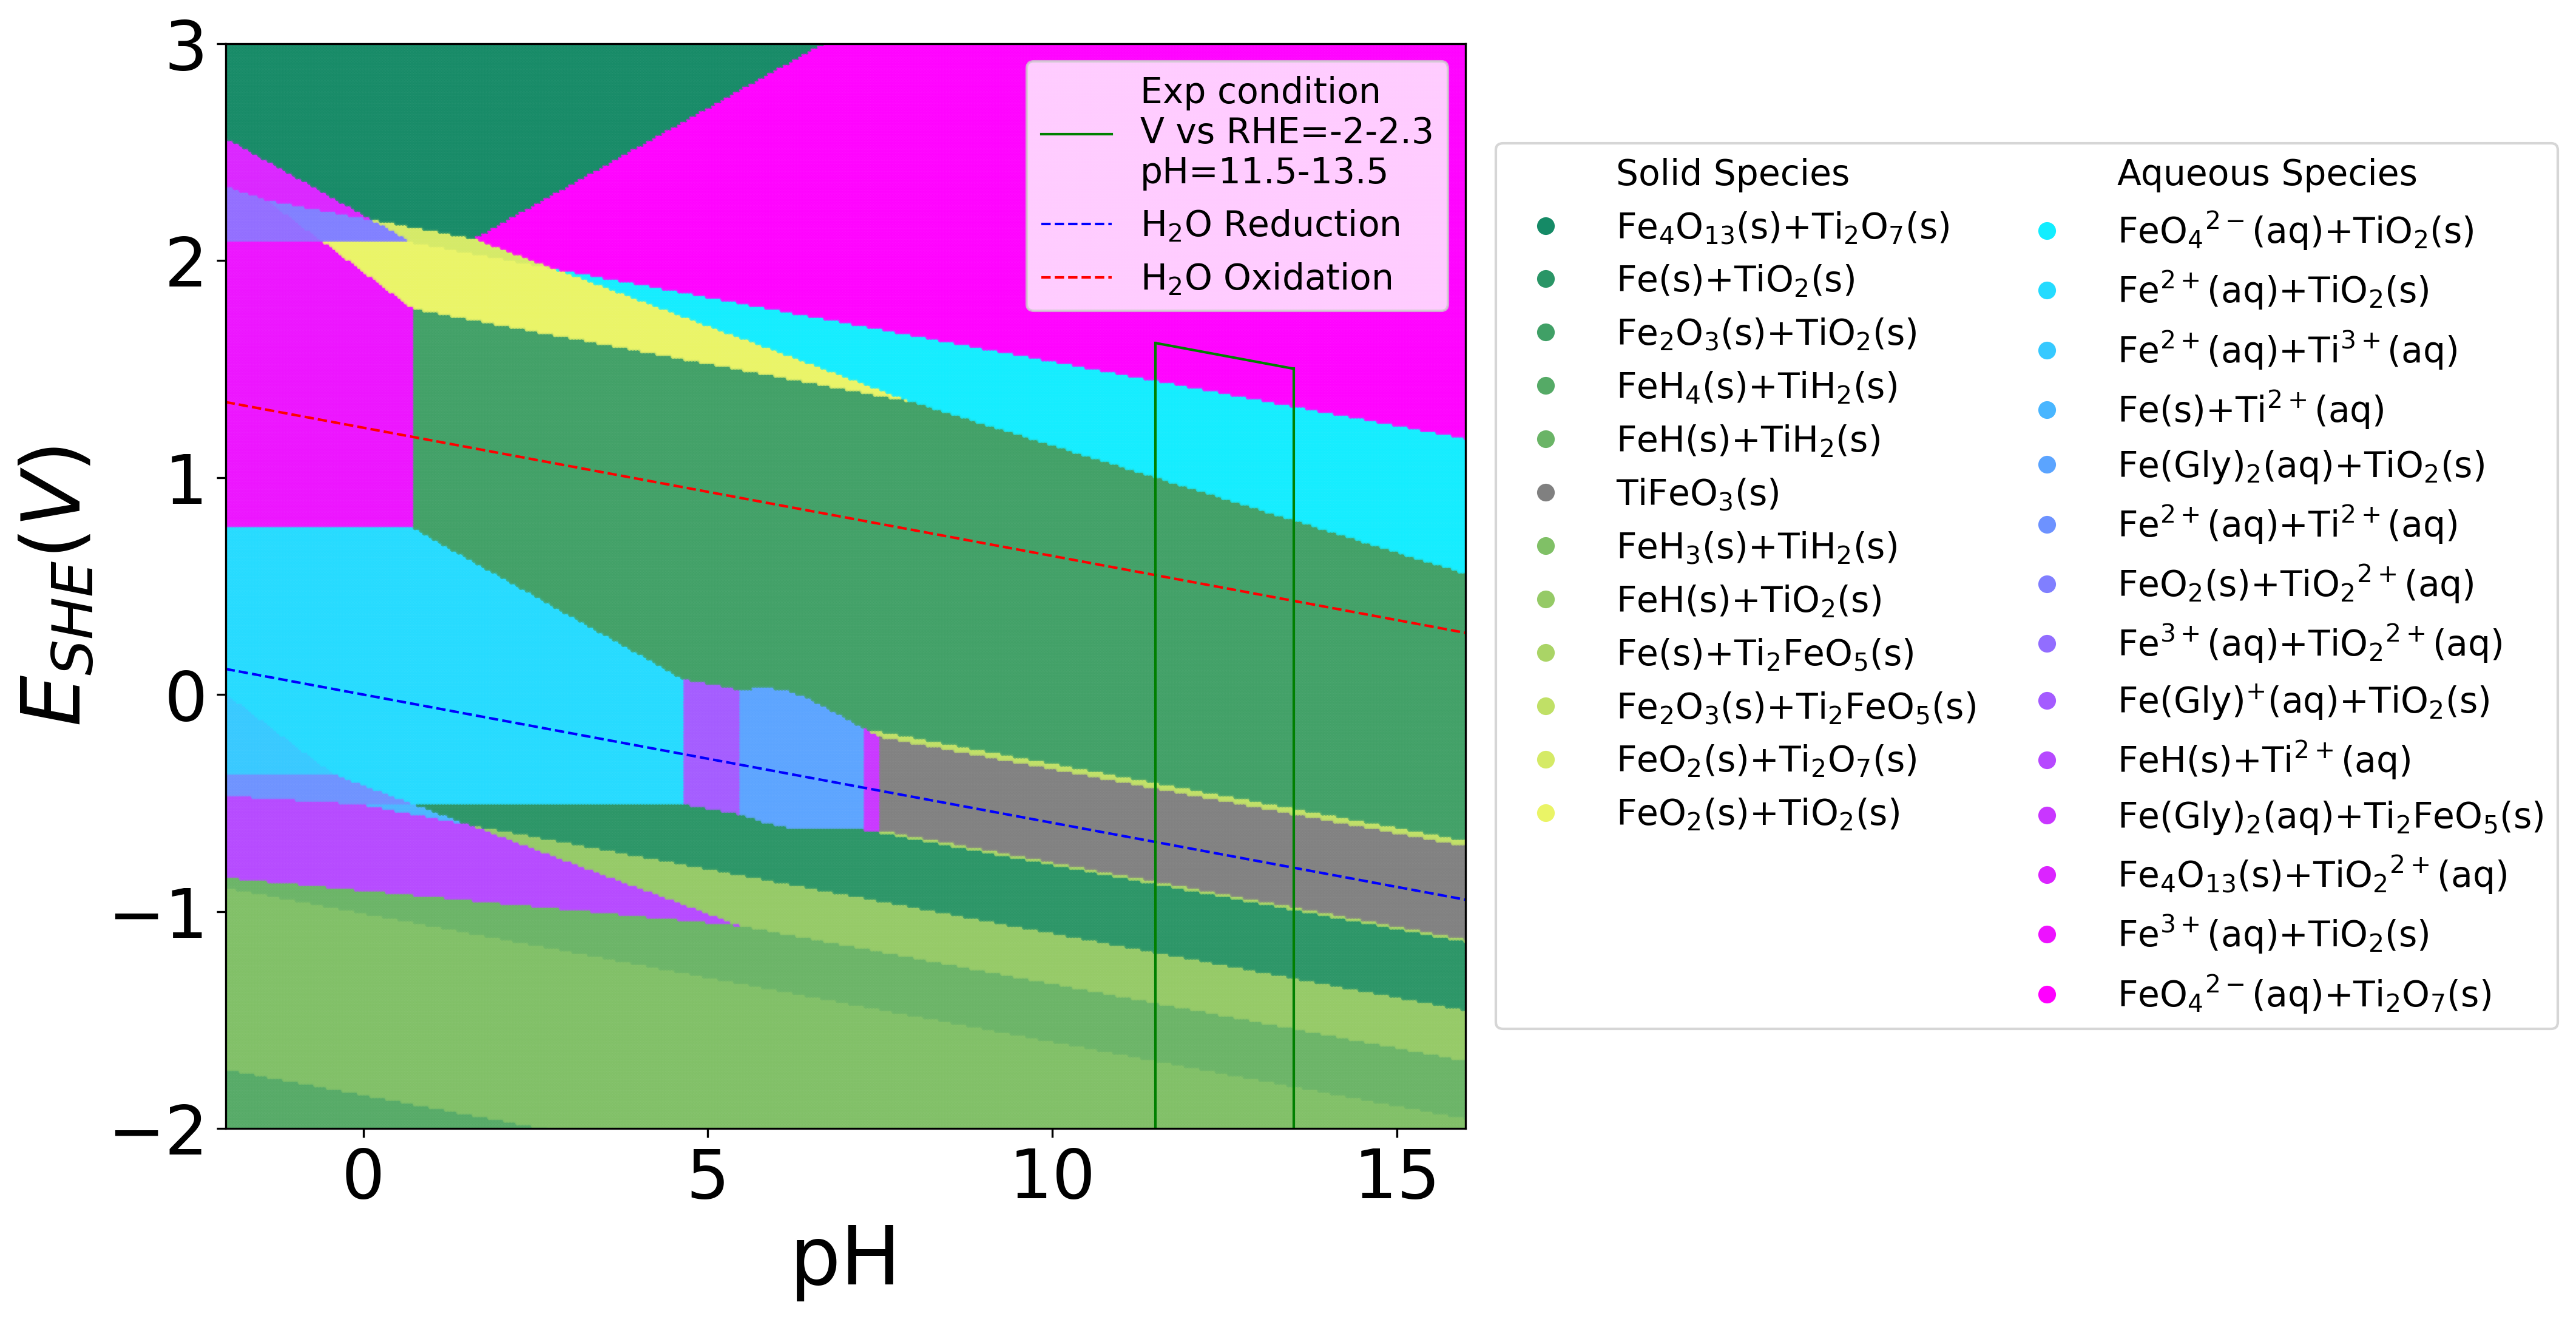 3
2
1
0
−1
−2
E_SHE(V)
0
5
10
15
pH
Exp condition
V vs RHE=-2-2.3
pH=11.5-13.5
H₂O Reduction
H₂O Oxidation
Solid Species
Fe₄O₁₃(s)+Ti₂O₇(s)
Fe(s)+TiO₂(s)
Fe₂O₃(s)+TiO₂(s)
FeH₄(s)+TiH₂(s)
FeH(s)+TiH₂(s)
TiFeO₃(s)
FeH₃(s)+TiH₂(s)
FeH(s)+TiO₂(s)
Fe(s)+Ti₂FeO₅(s)
Fe₂O₃(s)+Ti₂FeO₅(s)
FeO₂(s)+Ti₂O₇(s)
FeO₂(s)+TiO₂(s)
Aqueous Species
FeO₄²⁻(aq)+TiO₂(s)
Fe²⁺(aq)+TiO₂(s)
Fe²⁺(aq)+Ti³⁺(aq)
Fe(s)+Ti²⁺(aq)
Fe(Gly)₂(aq)+TiO₂(s)
Fe²⁺(aq)+Ti²⁺(aq)
FeO₂(s)+TiO₂²⁺(aq)
Fe³⁺(aq)+TiO₂²⁺(aq)
Fe(Gly)⁺(aq)+TiO₂(s)
FeH(s)+Ti²⁺(aq)
Fe(Gly)₂(aq)+Ti₂FeO₅(s)
Fe₄O₁₃(s)+TiO₂²⁺(aq)
Fe³⁺(aq)+TiO₂(s)
FeO₄²⁻(aq)+Ti₂O₇(s)